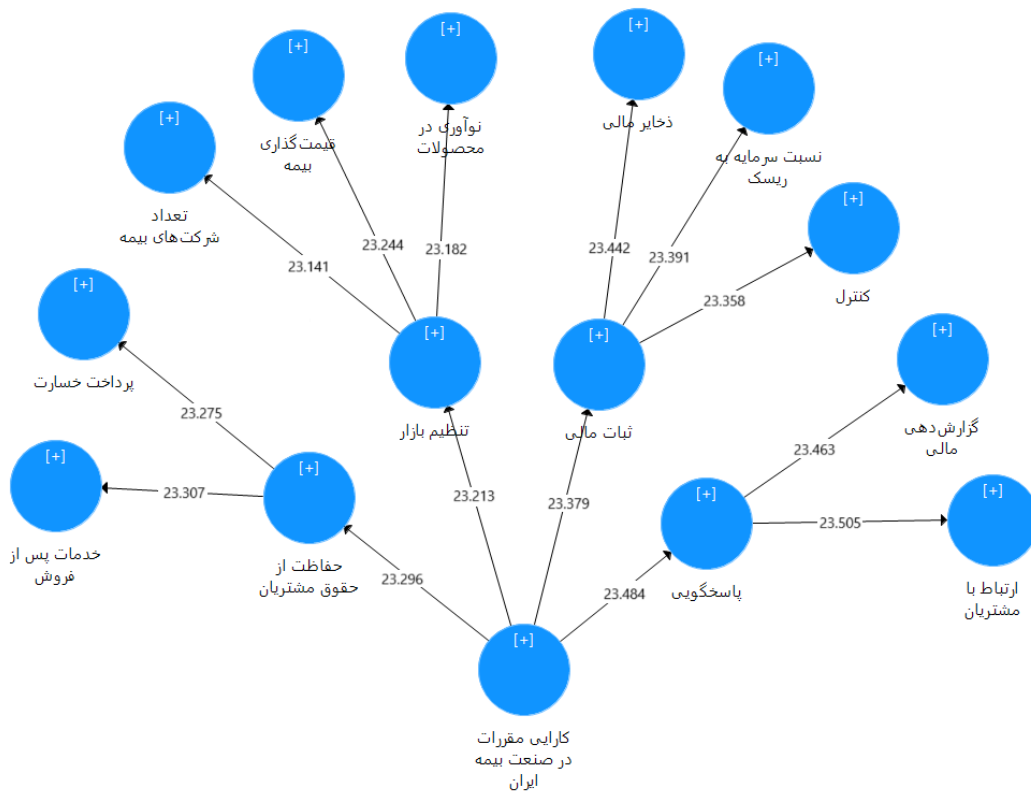 [+]
ذخایر مالی
[+]
نوآوری در
محصولات
[+]
قیمت‌گذاری
بیمه
[+]
نسبت سرمایه به
ریسک
[+]
تعداد
شرکت‌های بیمه
[+]
کنترل
23.442
23.391
23.358
23.244
23.182
23.141
[+]
پرداخت خسارت
[+]
تنظیم بازار
[+]
ثبات مالی
[+]
گزارش‌دهی
مالی
23.275
23.463
[+]
خدمات پس از
فروش
23.307
[+]
حفاظت از
حقوق مشتریان
23.213
23.379
[+]
پاسخگویی
23.505
[+]
ارتباط با
مشتریان
23.296
23.484
[+]
کارایی مقررات
در صنعت بیمه
ایران